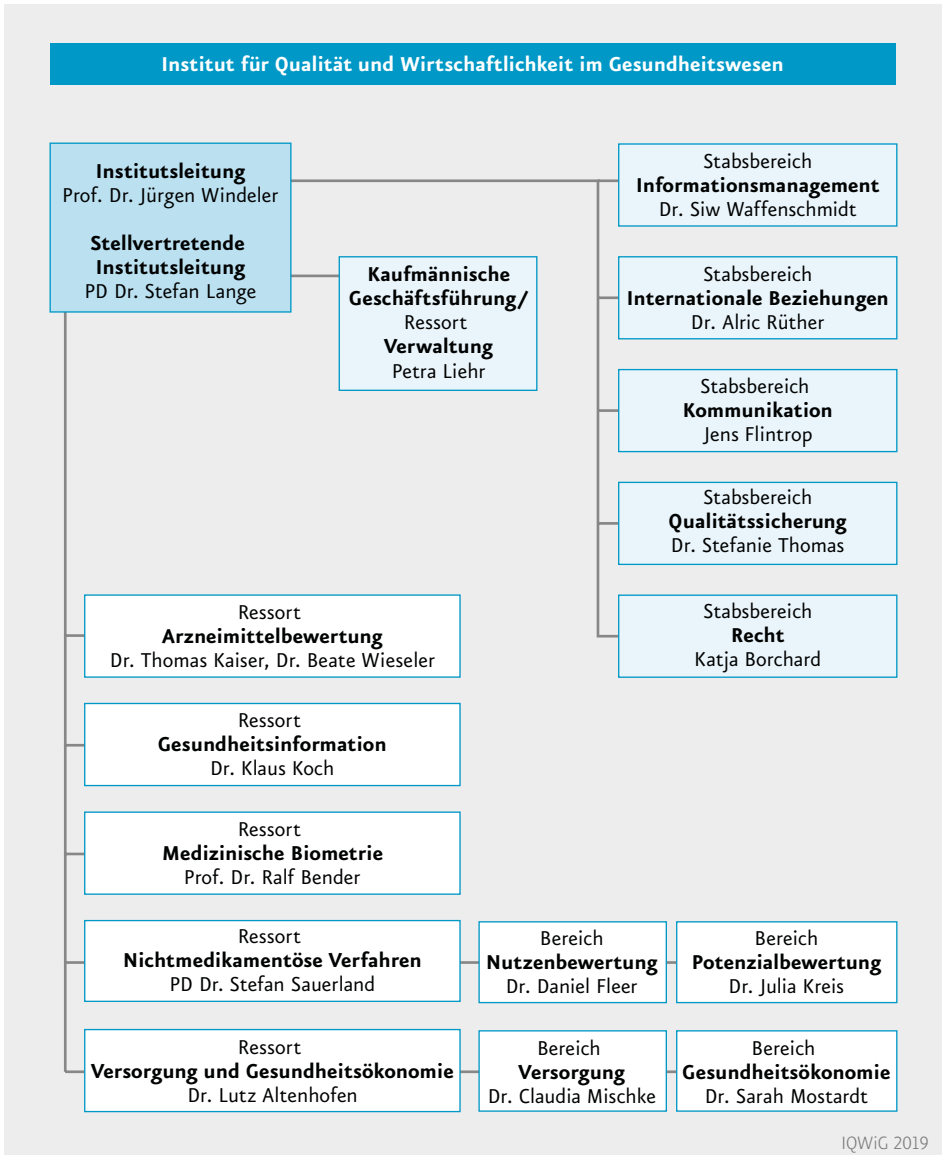 Institut für Qualität und Wirtschaftlichkeit im Gesundheitswesen
Institutsleitung
Prof. Dr. Jürgen Windeler
Stellvertretende
Institutsleitung
PD Dr. Stefan Lange
Kaufmännische
Geschäftsführung/
Ressort
Verwaltung
Petra Liehr
Stabsbereich
Informationsmanagement
Dr. Siw Waffenschmidt
Stabsbereich
Internationale Beziehungen
Dr. Alric Rüther
Stabsbereich
Kommunikation
Jens Flintrop
Stabsbereich
Qualitätssicherung
Dr. Stefanie Thomas
Stabsbereich
Recht
Katja Borchard
Ressort
Arzneimittelbewertung
Dr. Thomas Kaiser, Dr. Beate Wieseler
Ressort
Gesundheitsinformation
Dr. Klaus Koch
Ressort
Medizinische Biometrie
Prof. Dr. Ralf Bender
Ressort
Nichtmedikamentöse Verfahren
PD Dr. Stefan Sauerland
Bereich
Nutzenbewertung
Dr. Daniel Fleer
Bereich
Potenzialbewertung
Dr. Julia Kreis
Ressort
Versorgung und Gesundheitsökonomie
Dr. Lutz Altenhofen
Bereich
Versorgung
Dr. Claudia Mischke
Bereich
Gesundheitsökonomie
Dr. Sarah Mostardt
IQWiG 2019